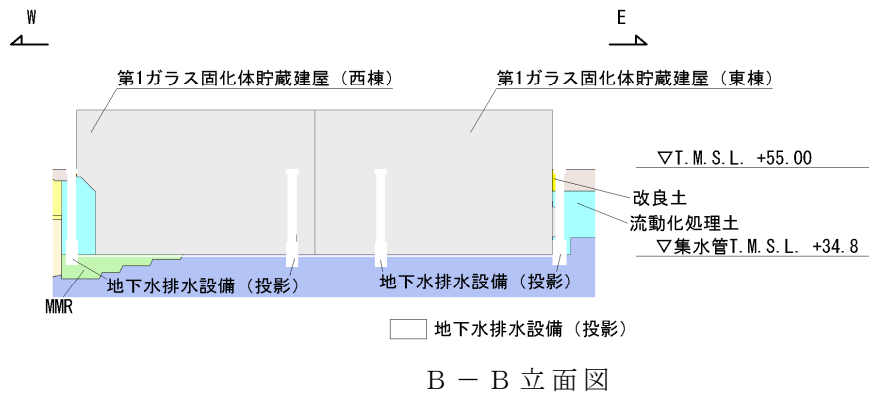 W
E
第1ガラス固化体貯蔵建屋（西棟）
第1ガラス固化体貯蔵建屋（東棟）
▽T.M.S.L. +55.00
改良土
流動化処理土
▽集水管T.M.S.L. +34.8
地下水排水設備（投影）
地下水排水設備（投影）
MMR
地下水排水設備（投影）
B－B立面図